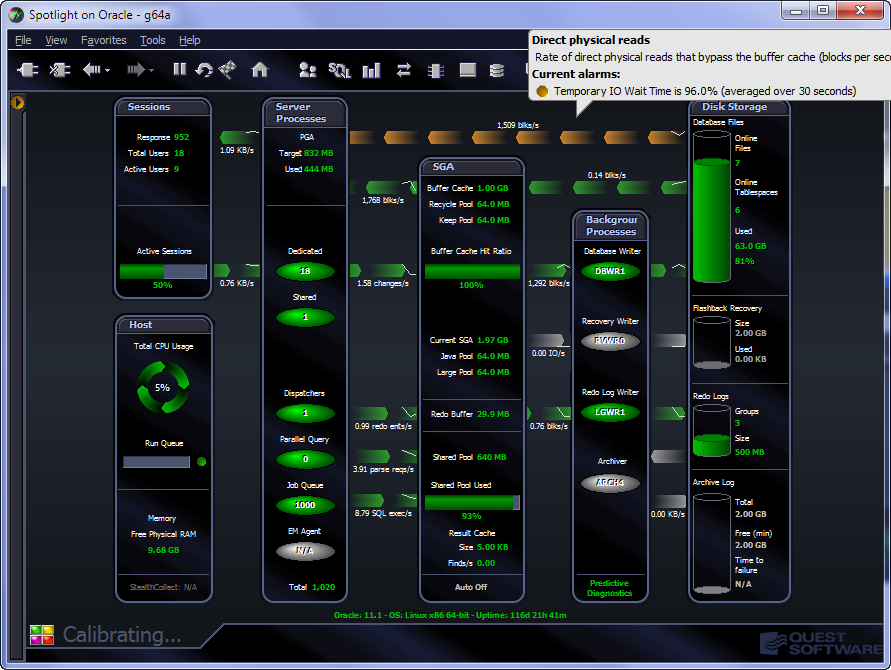 Spotlight on Oracle - g64a
File View Favorites Tools Help
Direct physical reads
Rate of direct physical reads that bypass the buffer cache (blocks per sec
Current alarms:
Temporary IO Wait Time is 96.0% (averaged over 30 seconds)
SQL
Sessions
Response 952
Total Users 18
Active Users 9
Active Sessions
50%
Host
Total CPU Usage
5%
Run Queue
Memory
Free Physical RAM
9.68 GB
StealthCollect: N/A
1.09 KB/s
0.76 KB/s
Server
Processes
PGA
Target 832 MB
Used 444 MB
Dedicated
18
Shared
1
Dispatchers
1
Parallel Query
0
Job Queue
1000
EM Agent
N/A
Total 1,020
1,509 blks/s
1,768 blks/s
1.58 changes/s
0.99 redo ents/s
3.91 parse reqs/s
8.79 SQL exec/s
SGA
Buffer Cache 1.00 GB
Recycle Pool 64.0 MB
Keep Pool 64.0 MB
Buffer Cache Hit Ratio
100%
Current SGA 1.97 GB
Java Pool 64.0 MB
Large Pool 64.0 MB
Redo Buffer 29.9 MB
Shared Pool 640 MB
Shared Pool Used
93%
Result Cache
Size 5.00 KB
Finds/s 0.00
Auto Off
0.14 blks/s
1,292 blks/s
0.00 IO/s
0.76 blks/s
Backgrour
Processes
Database Writer
DBWR1
Recovery Writer
RVWR0
Redo Log Writer
LGWR1
Archiver
ARCH4
Predictive
Diagnostics
0.00 KB/s
Disk Storage
Database Files
Online
Files
7
Online
Tablespaces
6
Used
63.0 GB
81%
Flashback Recovery
Size
2.00 GB
Used
0.00 KB
Redo Logs
Groups
3
Size
500 MB
Archive Log
Total
2.00 GB
Free (min)
2.00 GB
Time to
failure
N/A
Oracle: 11.1 - OS: Linux x86 64-bit - Uptime: 116d 21h 41m
Calibrating...
QUEST
SOFTWARE